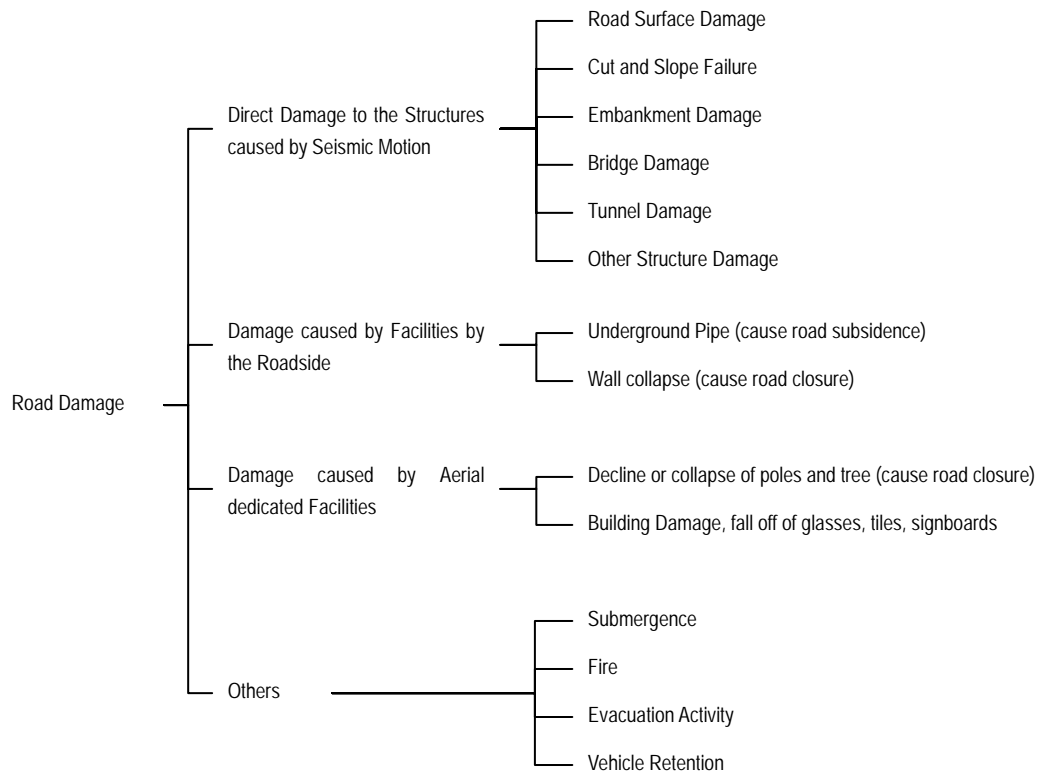 Road Damage
Direct Damage to the Structures
caused by Seismic Motion
Road Surface Damage
Cut and Slope Failure
Embankment Damage
Bridge Damage
Tunnel Damage
Other Structure Damage
Damage caused by Facilities by
the Roadside
Underground Pipe (cause road subsidence)
Wall collapse (cause road closure)
Damage caused by Aerial
dedicated Facilities
Decline or collapse of poles and tree (cause road closure)
Building Damage, fall off of glasses, tiles, signboards
Others
Submergence
Fire
Evacuation Activity
Vehicle Retention